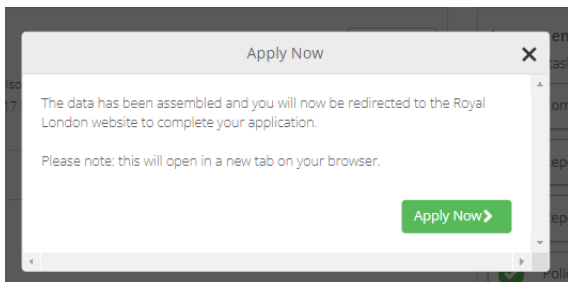 Apply Now
The data has been assembled and you will now be redirected to the Royal
London website to complete your application.
Please note: this will open in a new tab on your browser.
Apply Now
17